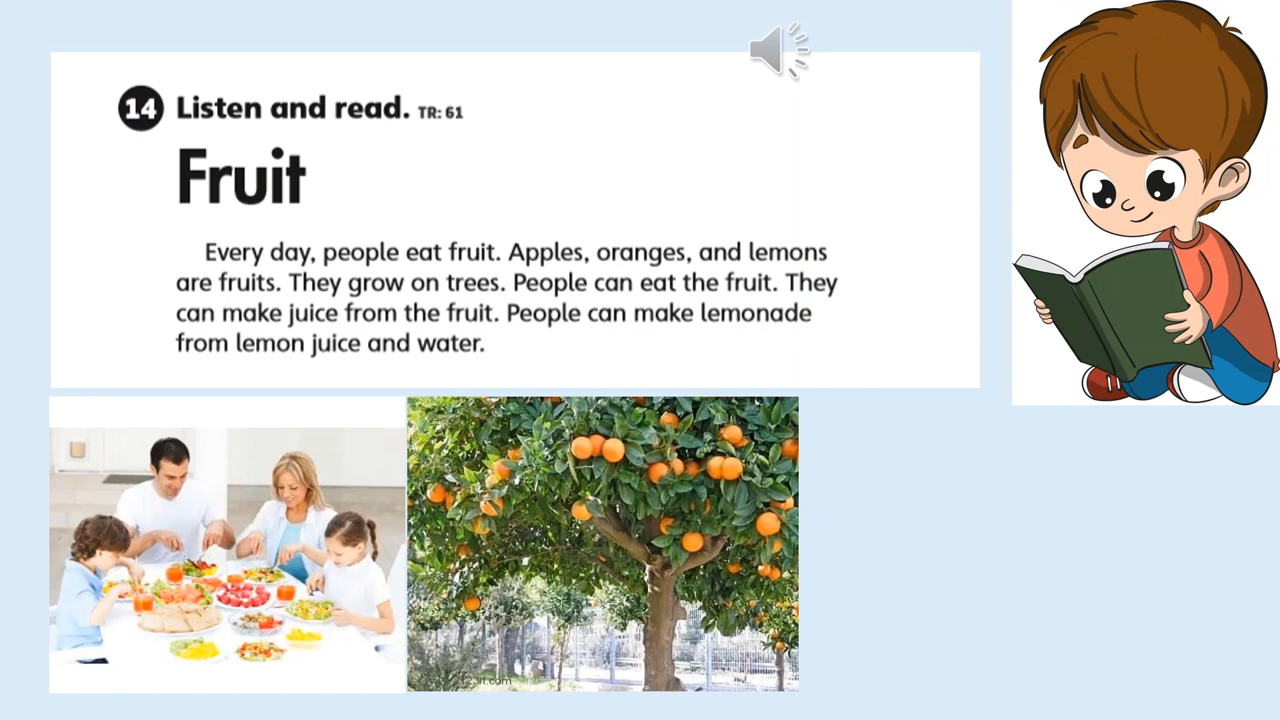 14 Listen and read. TR: 61
Fruit
Every day, people eat fruit. Apples, oranges, and lemons
are fruits. They grow on trees. People can eat the fruit. They
can make juice from the fruit. People can make lemonade
from lemon juice and water.